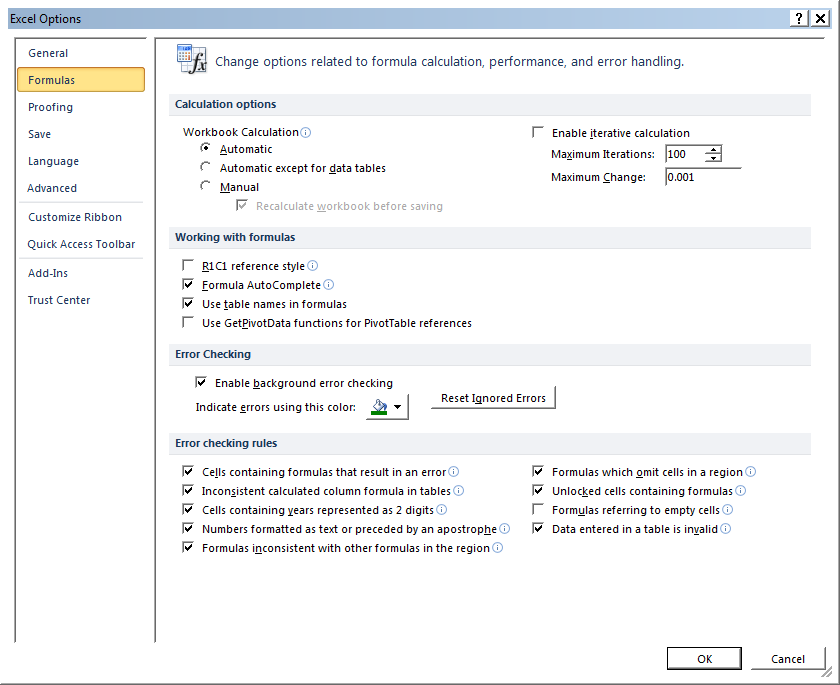 Excel Options
General
Formulas
Proofing
Save
Language
Advanced
Customize Ribbon
Quick Access Toolbar
Add-Ins
Trust Center
Change options related to formula calculation, performance, and error handling.
Calculation options
Workbook Calculation
Automatic
Automatic except for data tables
Manual
Recalculate workbook before saving
Enable iterative calculation
Maximum Iterations: 100
Maximum Change: 0.001
Working with formulas
R1C1 reference style
Formula AutoComplete
Use table names in formulas
Use GetPivotData functions for PivotTable references
Error Checking
Enable background error checking
Indicate errors using this color:
Reset Ignored Errors
Error checking rules
Cells containing formulas that result in an error
Inconsistent calculated column formula in tables
Cells containing years represented as 2 digits
Numbers formatted as text or preceded by an apostrophe
Formulas inconsistent with other formulas in the region
Formulas which omit cells in a region
Unlocked cells containing formulas
Formulas referring to empty cells
Data entered in a table is invalid
OK
Cancel